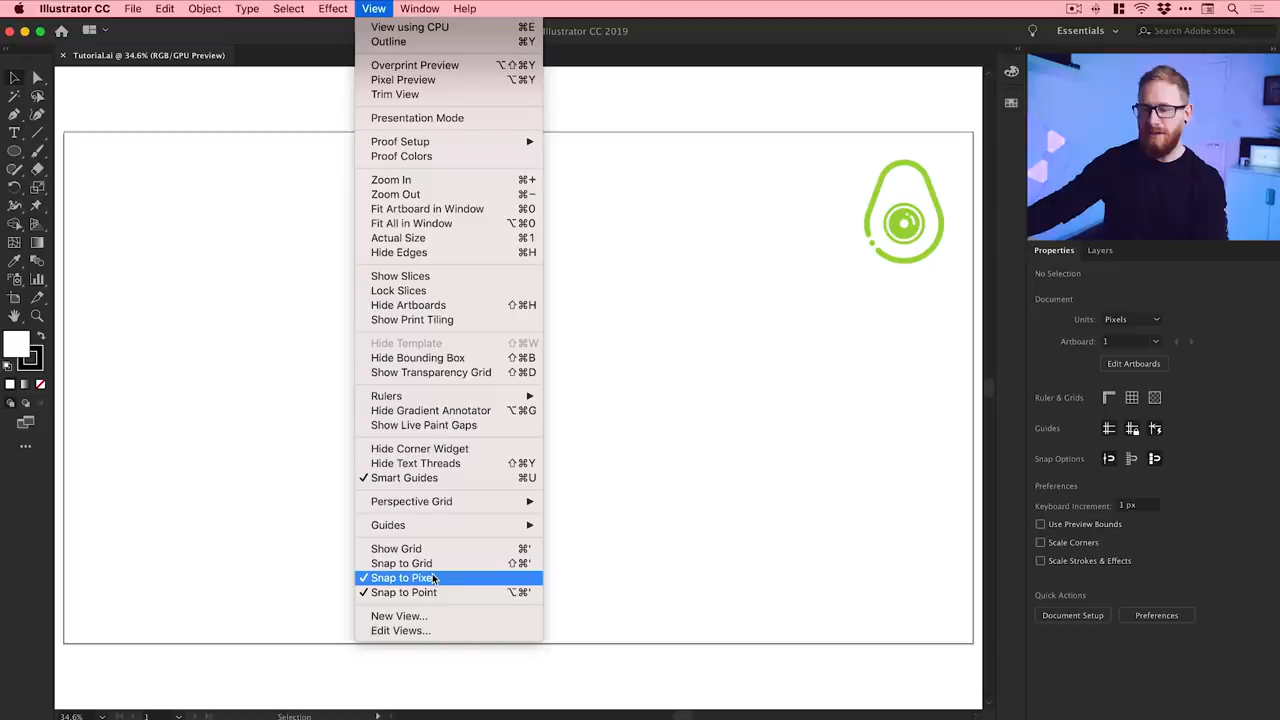 Illustrator CC File Edit Object Type Select Effect View Window Help
Illustrator CC 2019
Essentials
Search Adobe Stock
Tutorial.ai @ 34.6% (RGB/GPU Preview)
View using CPU ⌘E
Outline ⌘Y
Overprint Preview ⌥⇧⌘Y
Pixel Preview ⌥⌘Y
Trim View
Presentation Mode
Proof Setup
Proof Colors
Zoom In ⌘+
Zoom Out ⌘−
Fit Artboard in Window ⌘0
Fit All in Window ⌥⌘0
Actual Size ⌘1
Hide Edges ⌘H
Show Slices
Lock Slices
Hide Artboards ⇧⌘H
Show Print Tiling
Hide Template ⇧⌘W
Hide Bounding Box ⇧⌘B
Show Transparency Grid ⇧⌘D
Rulers
Hide Gradient Annotator ⌥⌘G
Show Live Paint Gaps
Hide Corner Widget
Hide Text Threads ⇧⌘Y
✓ Smart Guides ⌘U
Perspective Grid
Guides
Show Grid ⌘'
Snap to Grid ⇧⌘'
✓ Snap to Pixel
✓ Snap to Point ⌥⌘'
New View...
Edit Views...
Properties Layers
No Selection
Document
Units: Pixels
Artboard: 1
Edit Artboards
Ruler & Grids
Guides
Snap Options
Preferences
Keyboard Increment: 1 px
Use Preview Bounds
Scale Corners
Scale Strokes & Effects
Quick Actions
Document Setup Preferences
34.6% 1 Selection